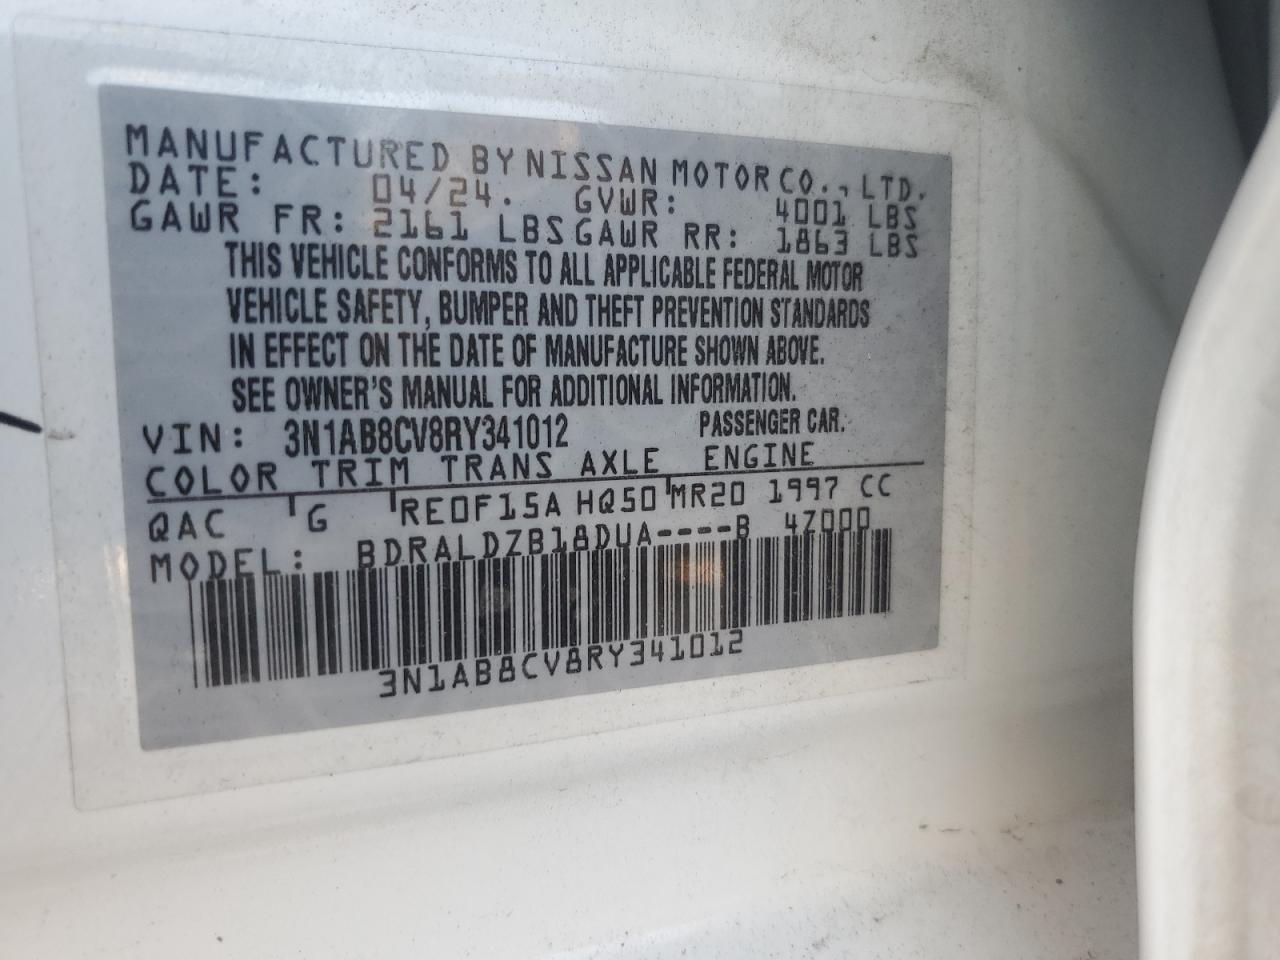 MANUFACTURED BY NISSAN MOTOR CO., LTD.
DATE: 04/24. GVWR: 4001 LBS
GAWR FR: 2161 LBS GAWR RR: 1863 LBS
THIS VEHICLE CONFORMS TO ALL APPLICABLE FEDERAL MOTOR
VEHICLE SAFETY, BUMPER AND THEFT PREVENTION STANDARDS
IN EFFECT ON THE DATE OF MANUFACTURE SHOWN ABOVE.
SEE OWNER'S MANUAL FOR ADDITIONAL INFORMATION.
VIN: 3N1AB8CV8RY341012 PASSENGER CAR.
COLOR TRIM TRANS AXLE ENGINE
QAC G RE0F15A HQ50 MR20 1997 CC
MODEL: BDRALDZB18DUA----B 4Z000
3N1AB8CV8RY341012